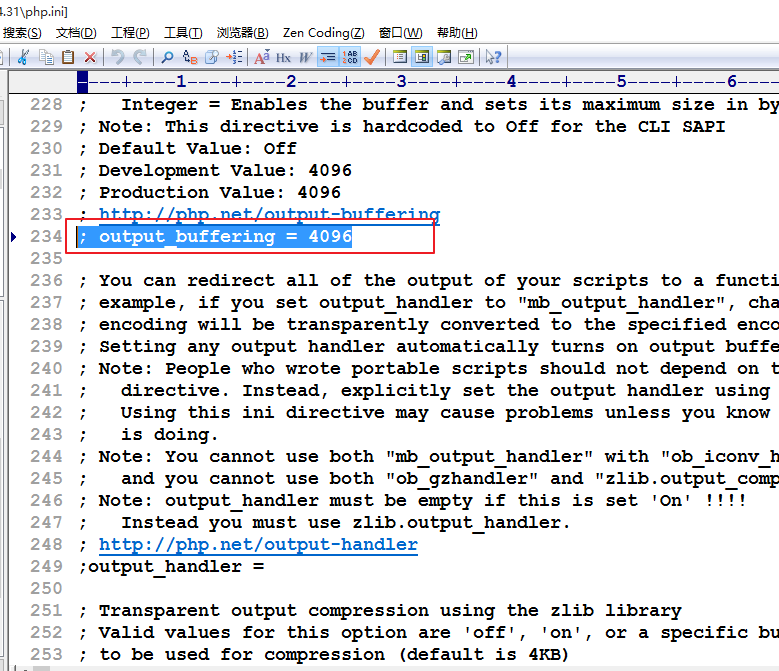 4.31\php.ini]
搜索(S) 文档(D) 工程(P) 工具(T) 浏览器(B) Zen Coding(Z) 窗口(W) 帮助(H)
----+----1----+----2----+----3----+----4----+----5----+----6----
228 ;   Integer = Enables the buffer and sets its maximum size in by
229 ; Note: This directive is hardcoded to Off for the CLI SAPI
230 ; Default Value: Off
231 ; Development Value: 4096
232 ; Production Value: 4096
233 ; http://php.net/output-buffering
234 ; output_buffering = 4096
235
236 ; You can redirect all of the output of your scripts to a functi
237 ; example, if you set output_handler to "mb_output_handler", cha
238 ; encoding will be transparently converted to the specified enco
239 ; Setting any output handler automatically turns on output buffe
240 ; Note: People who wrote portable scripts should not depend on t
241 ;   directive. Instead, explicitly set the output handler using
242 ;   Using this ini directive may cause problems unless you know
243 ;   is doing.
244 ; Note: You cannot use both "mb_output_handler" with "ob_iconv_h
245 ;   and you cannot use both "ob_gzhandler" and "zlib.output_comp
246 ; Note: output_handler must be empty if this is set 'On' !!!!
247 ;   Instead you must use zlib.output_handler.
248 ; http://php.net/output-handler
249 ;output_handler =
250
251 ; Transparent output compression using the zlib library
252 ; Valid values for this option are 'off', 'on', or a specific bu
253 ; to be used for compression (default is 4KB)